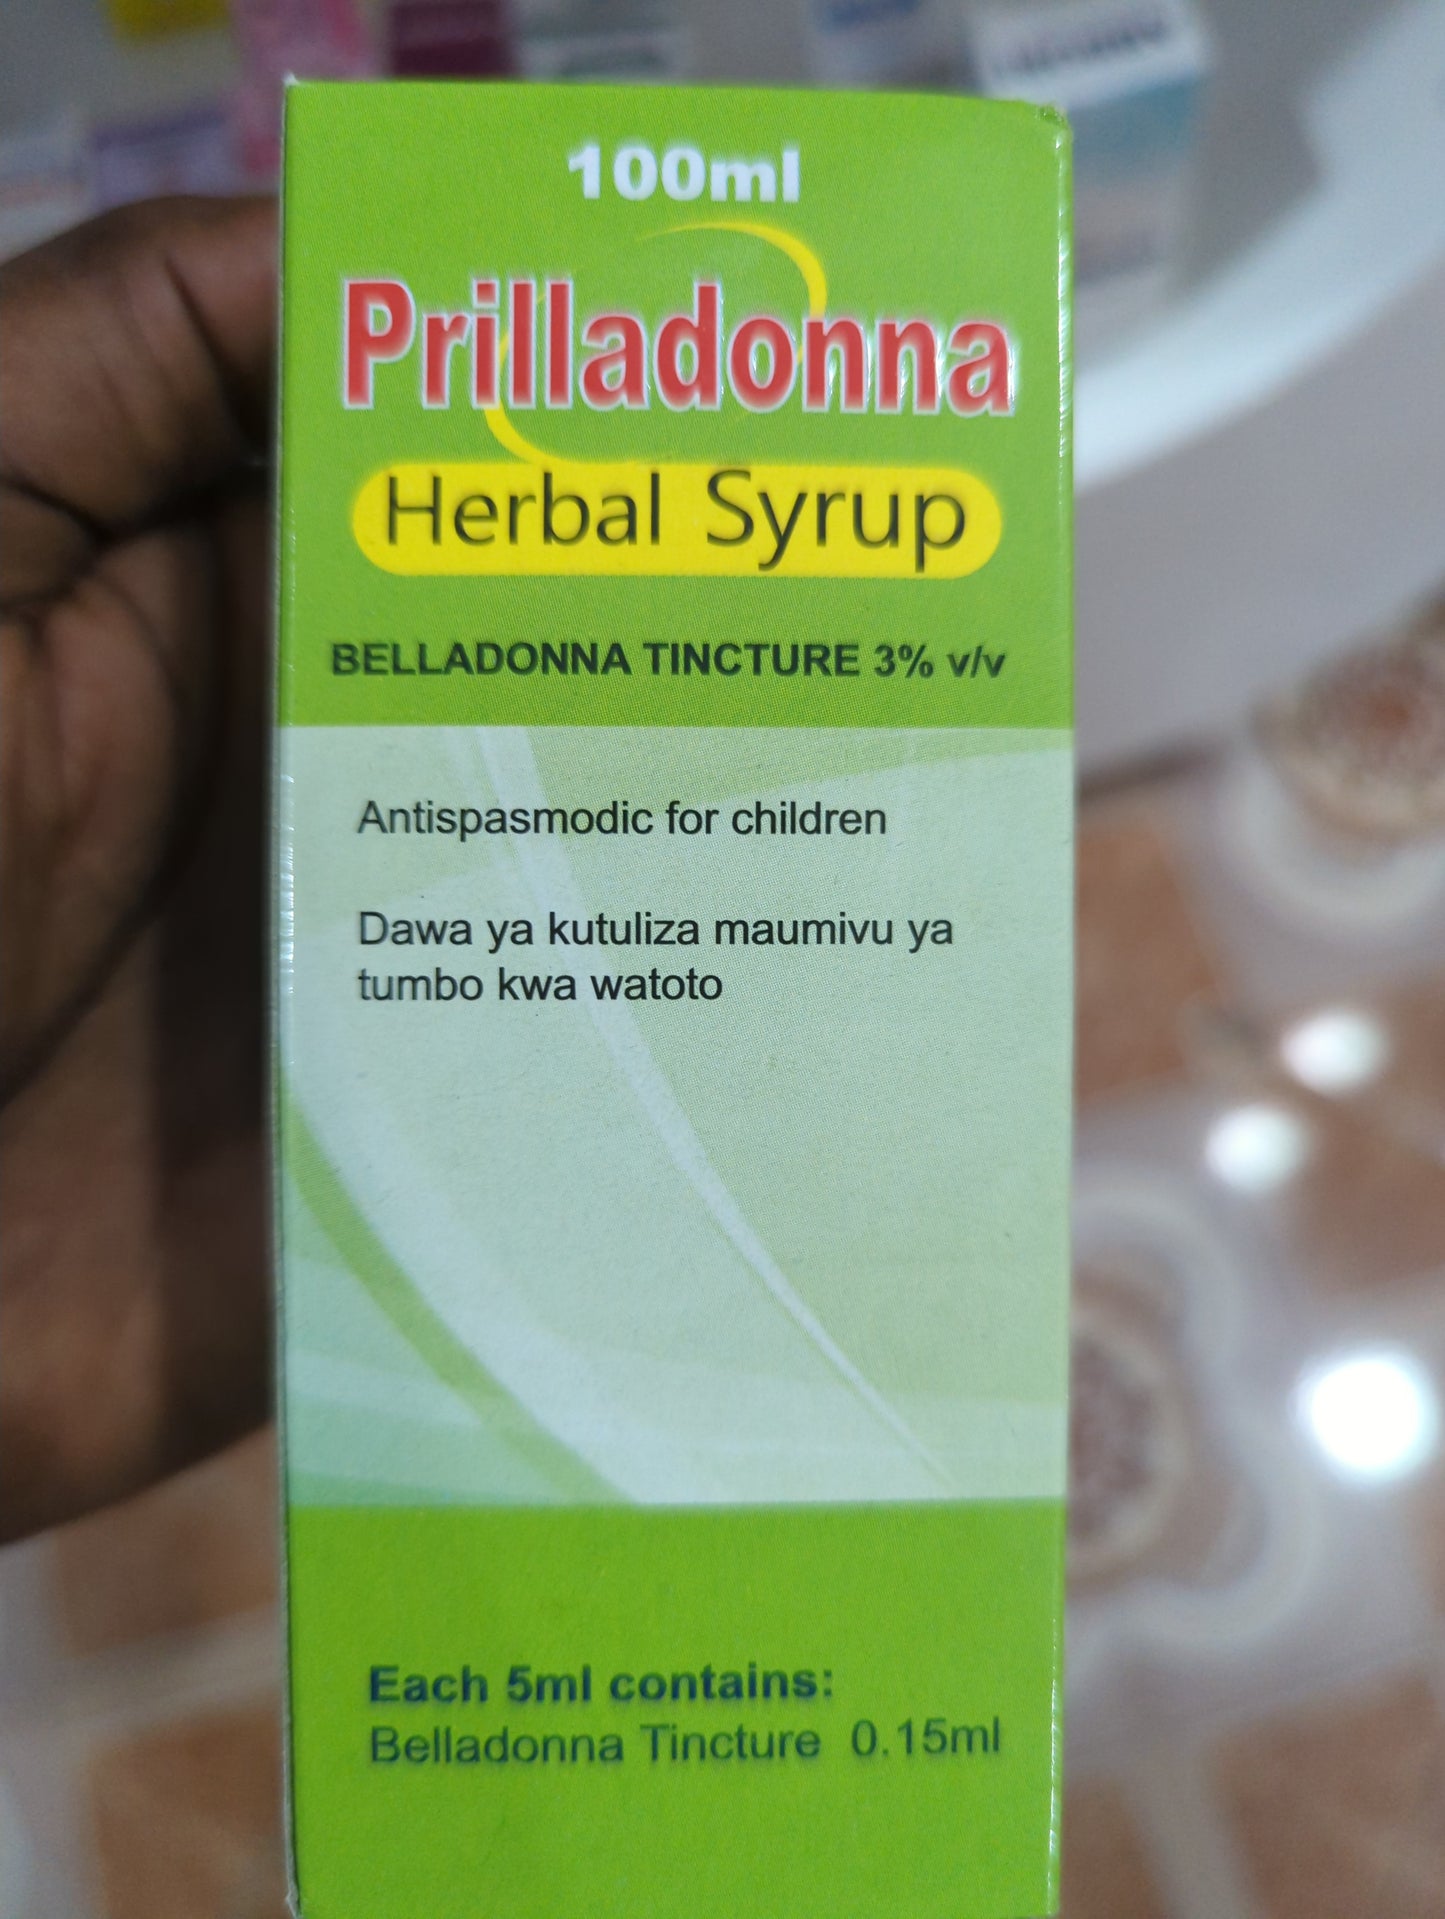 100ml
Prilladonna
Herbal Syrup
BELLADONNA TINCTURE 3% v/v
Antispasmodic for children
Dawa ya kutuliza maumivu ya
tumbo kwa watoto
Each 5ml contains:
Belladonna Tincture 0.15ml